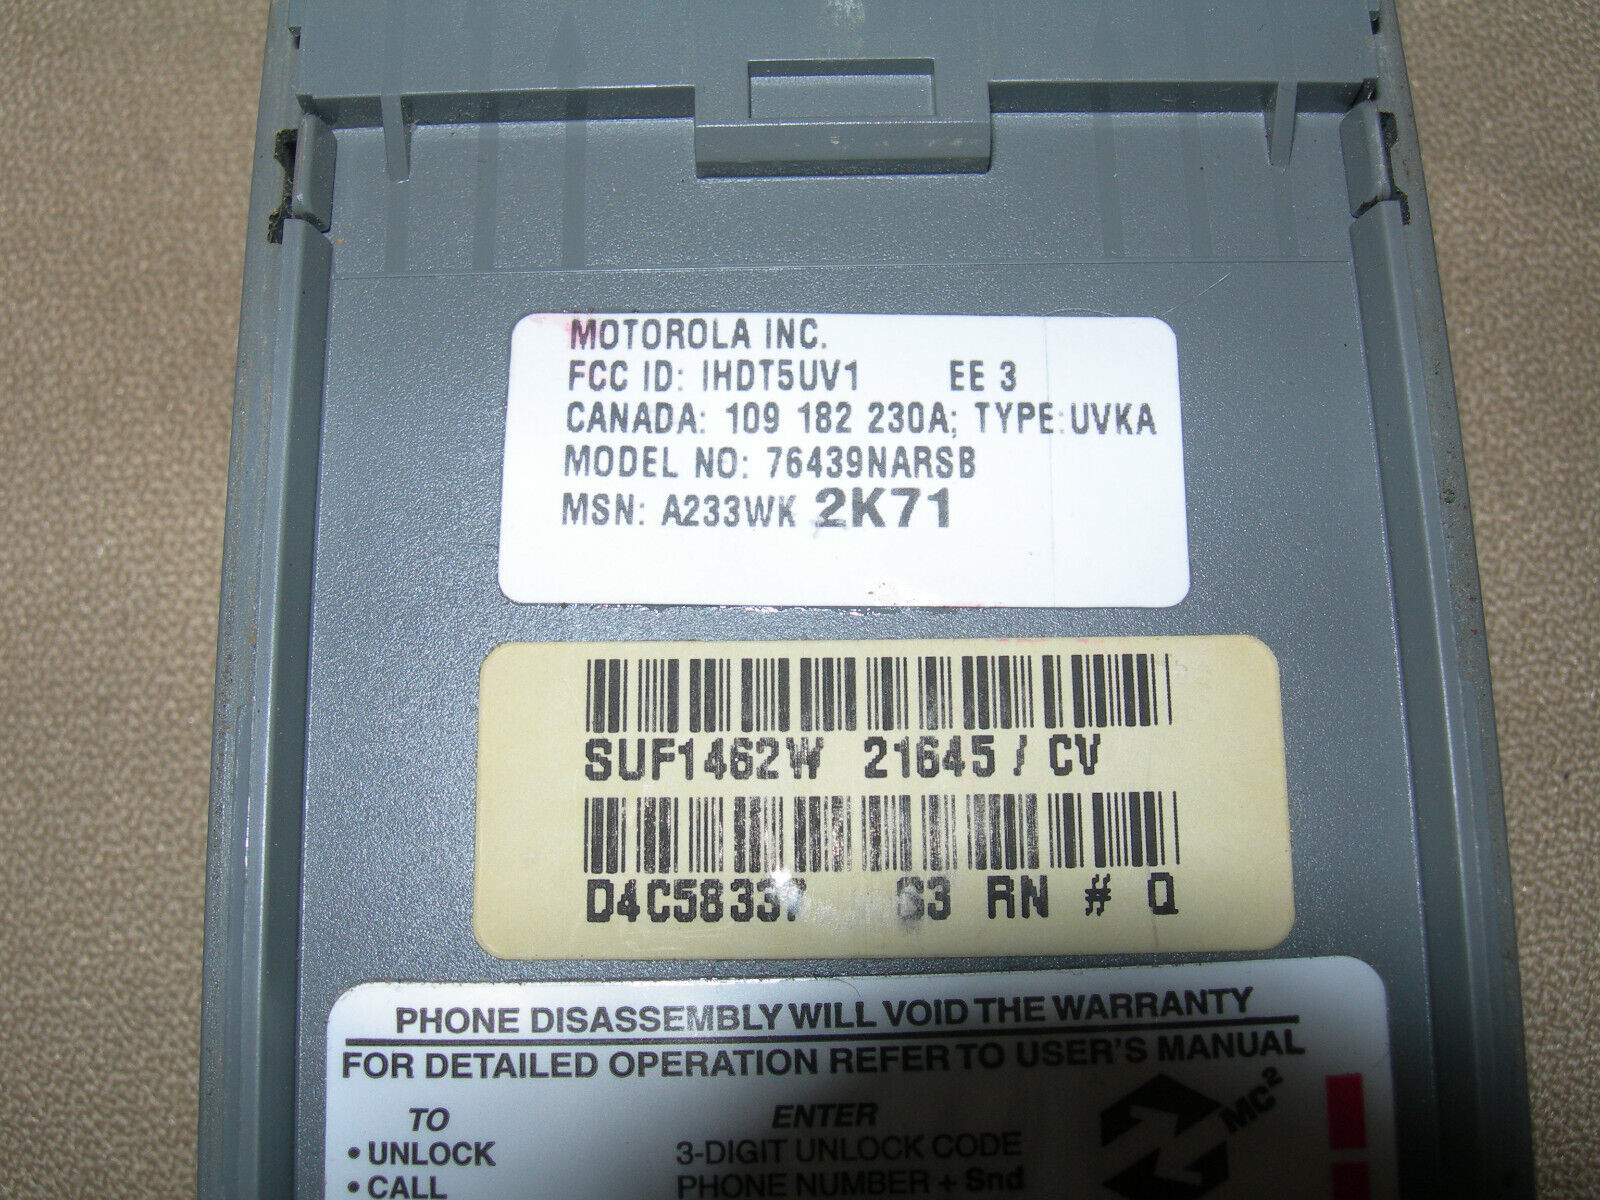 MOTOROLA INC.
FCC ID: IHDT5UV1 EE 3
CANADA: 109 182 230A; TYPE:UVKA
MODEL NO: 76439NARSB
MSN: A233WK 2K71
SUF1462W 21645 / CV
D4C58337 G3 RN # Q
PHONE DISASSEMBLY WILL VOID THE WARRANTY
FOR DETAILED OPERATION REFER TO USER'S MANUAL
TO ENTER
• UNLOCK 3-DIGIT UNLOCK CODE
• CALL PHONE NUMBER + Snd
MC²